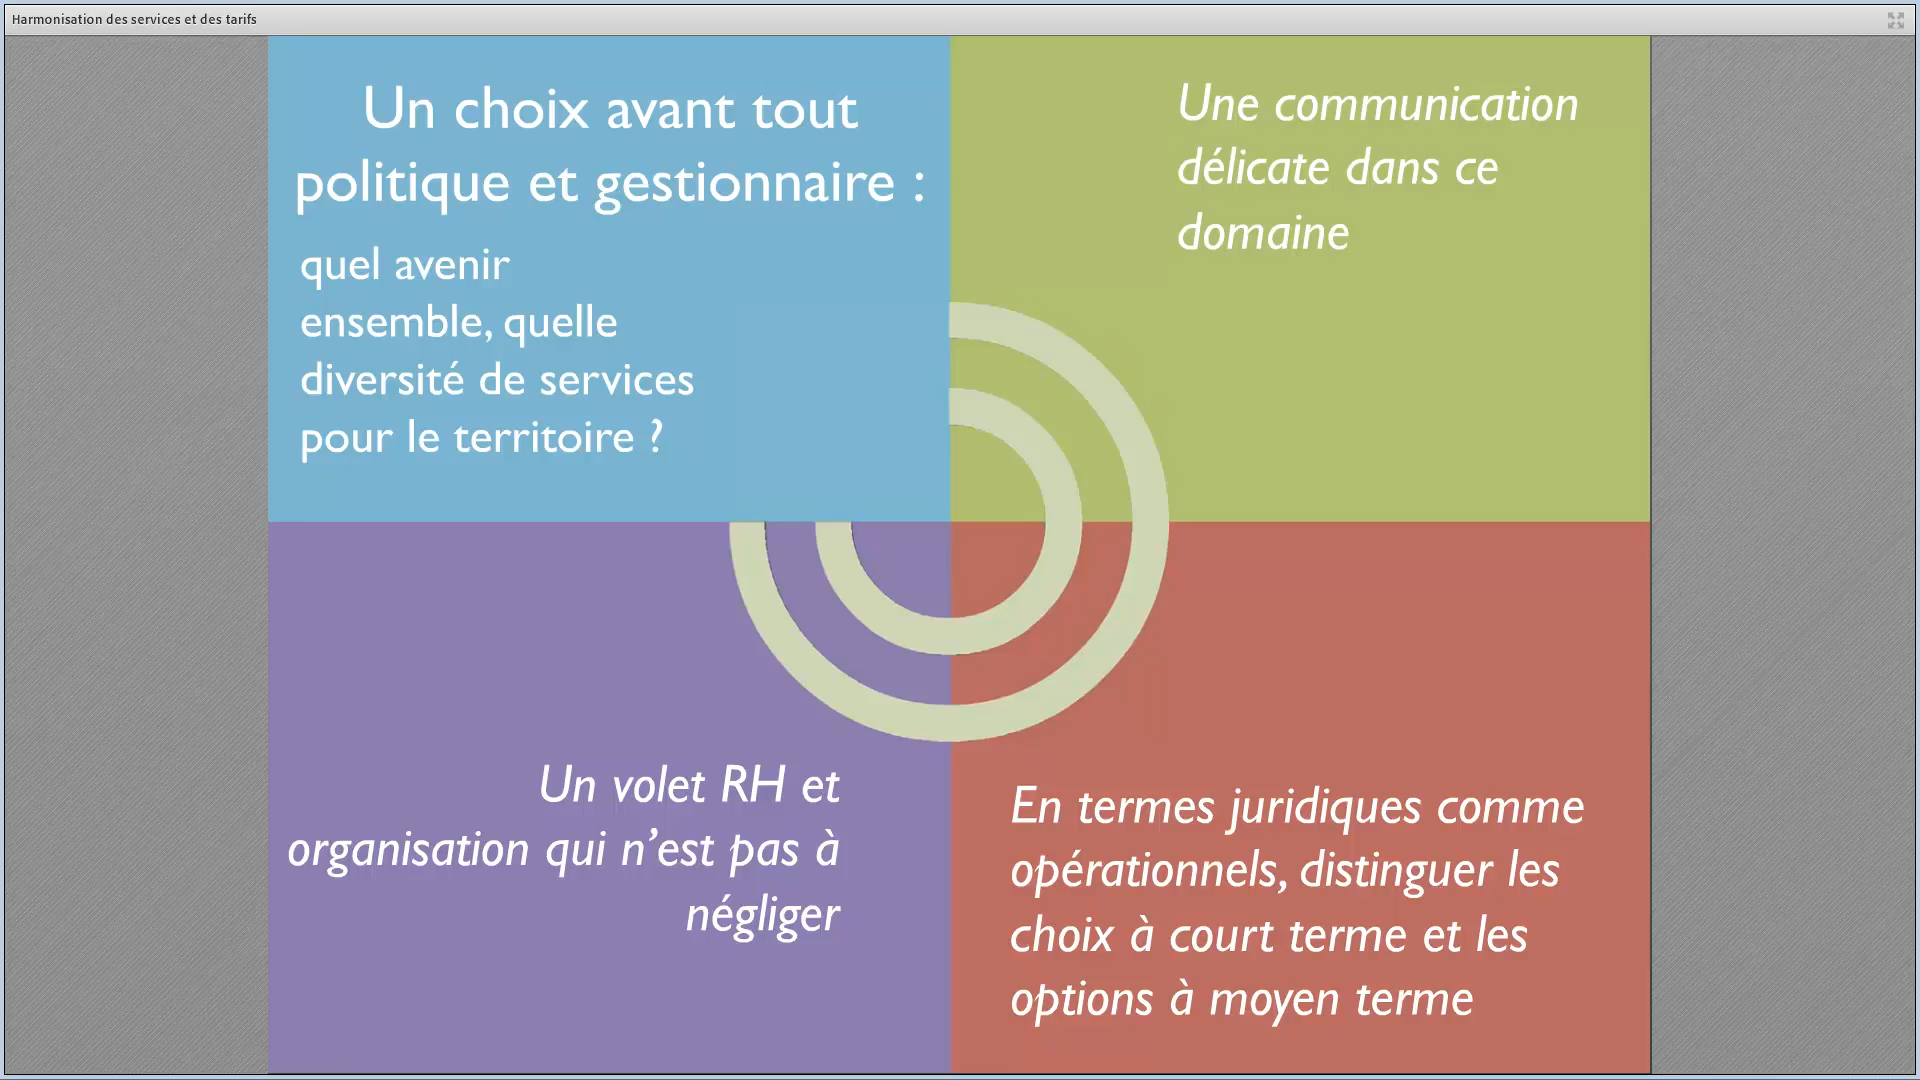 Harmonisation des services et des tarifs
Un choix avant tout
politique et gestionnaire :
quel avenir
ensemble, quelle
diversité de services
pour le territoire ?
Une communication
délicate dans ce
domaine
Un volet RH et
organisation qui n’est pas à
négliger
En termes juridiques comme
opérationnels, distinguer les
choix à court terme et les
options à moyen terme